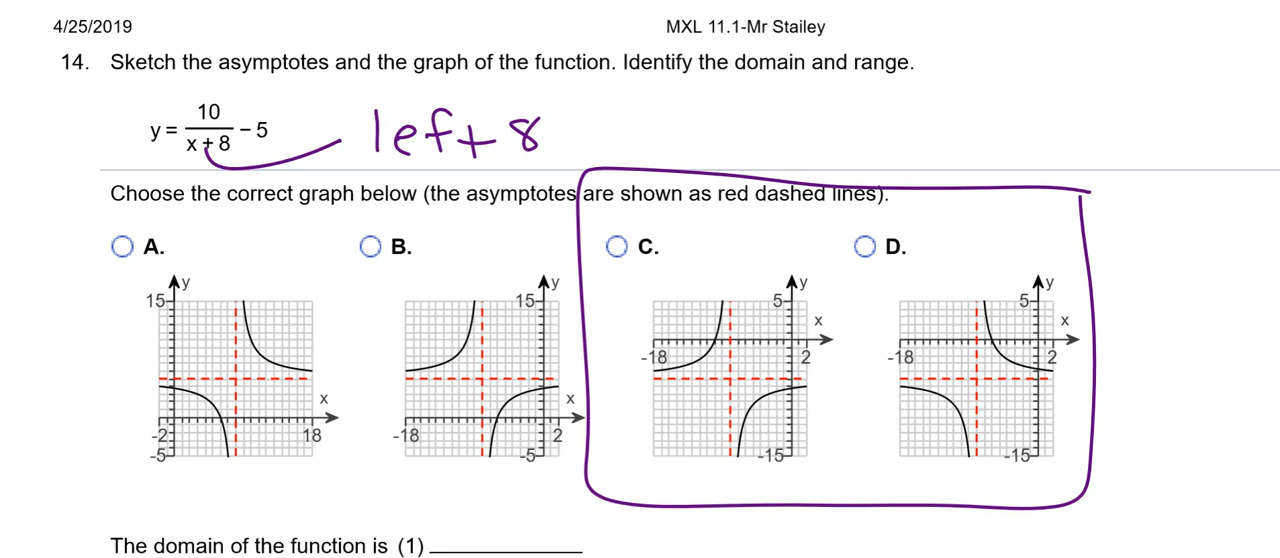 4/25/2019 MXL 11.1-Mr Stailey
14. Sketch the asymptotes and the graph of the function. Identify the domain and range.
10
y = ― - 5
x + 8
left 8
Choose the correct graph below (the asymptotes are shown as red dashed lines).
A. B. C. D.
y y y y
15 15 5 5
x x
-18 2 -18 2
x x
-2 18 -18 2
-5 -5 -15 -15
The domain of the function is (1)